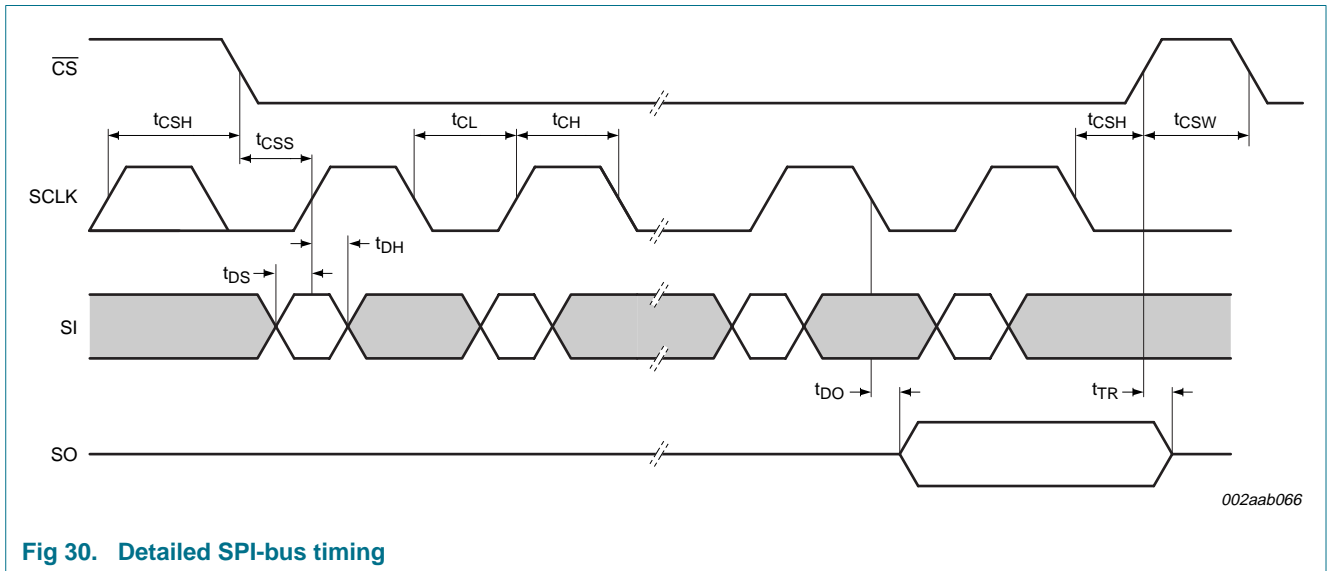 CS
tCSH
tCSS
tCL
tCH
tCSH
tCSW
SCLK
tDS
tDH
SI
tDO
tTR
SO
002aab066
Fig 30. Detailed SPI-bus timing